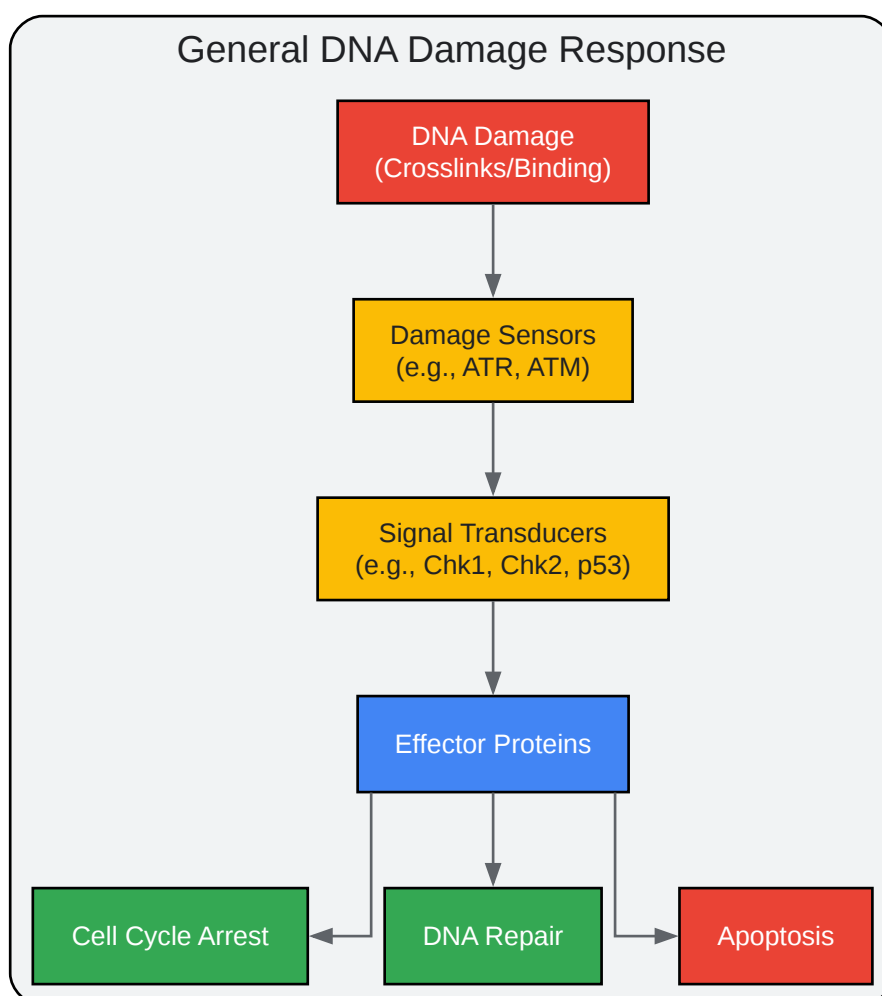 General DNA Damage Response
DNA Damage
(Crosslinks/Binding)
Damage Sensors
(e.g., ATR, ATM)
Signal Transducers
(e.g., Chk1, Chk2, p53)
Effector Proteins
Cell Cycle Arrest
DNA Repair
Apoptosis